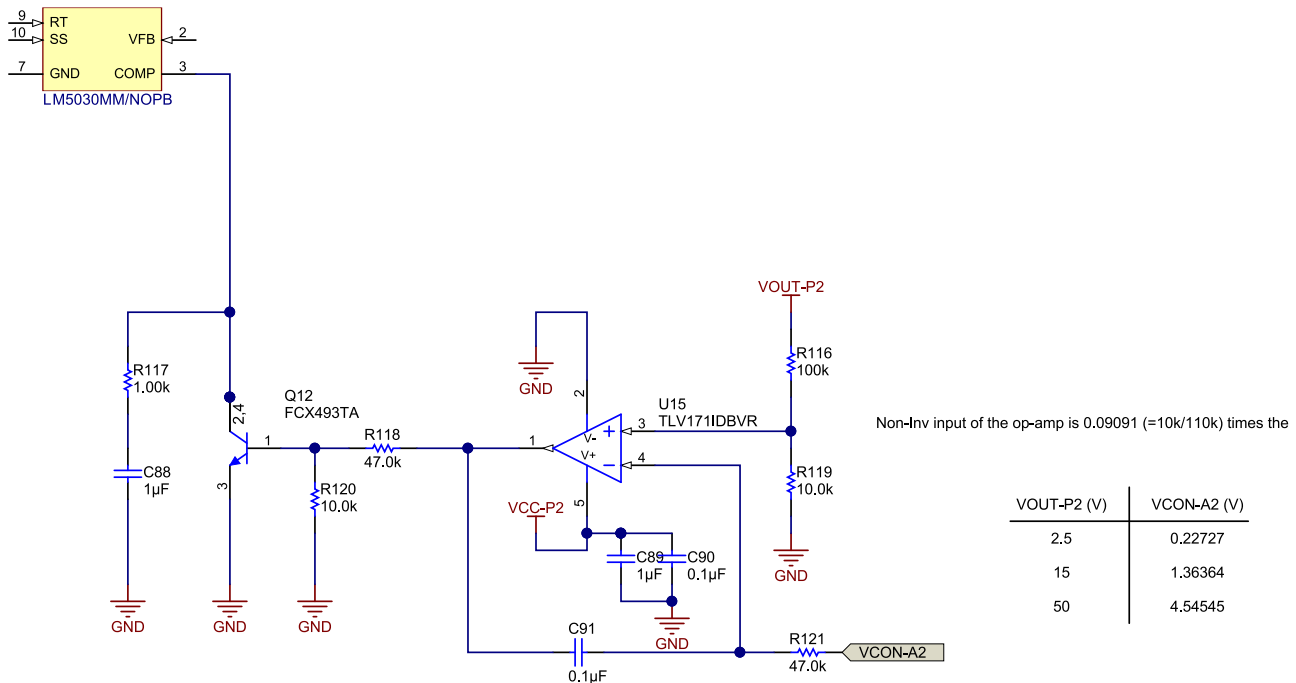 9 RT
10 SS
VFB 2
7 GND
COMP 3
LM5030MM/NOPB
VOUT-P2
R116
100k
R117
1.00k
GND
2
Q12
FCX493TA
2,4
U15
TLV171IDBVR
1
R118
47.0k
1
V-
+
3
V+
−
4
Non-Inv input of the op-amp is 0.09091 (=10k/110k) times the
C88
1µF
3
R120
10.0k
VCC-P2
5
R119
10.0k
C89
1µF
C90
0.1µF
GND
VOUT-P2 (V) VCON-A2 (V)
2.5 0.22727
15 1.36364
50 4.54545
GND
GND
GND
GND
C91
0.1µF
R121
47.0k
VCON-A2